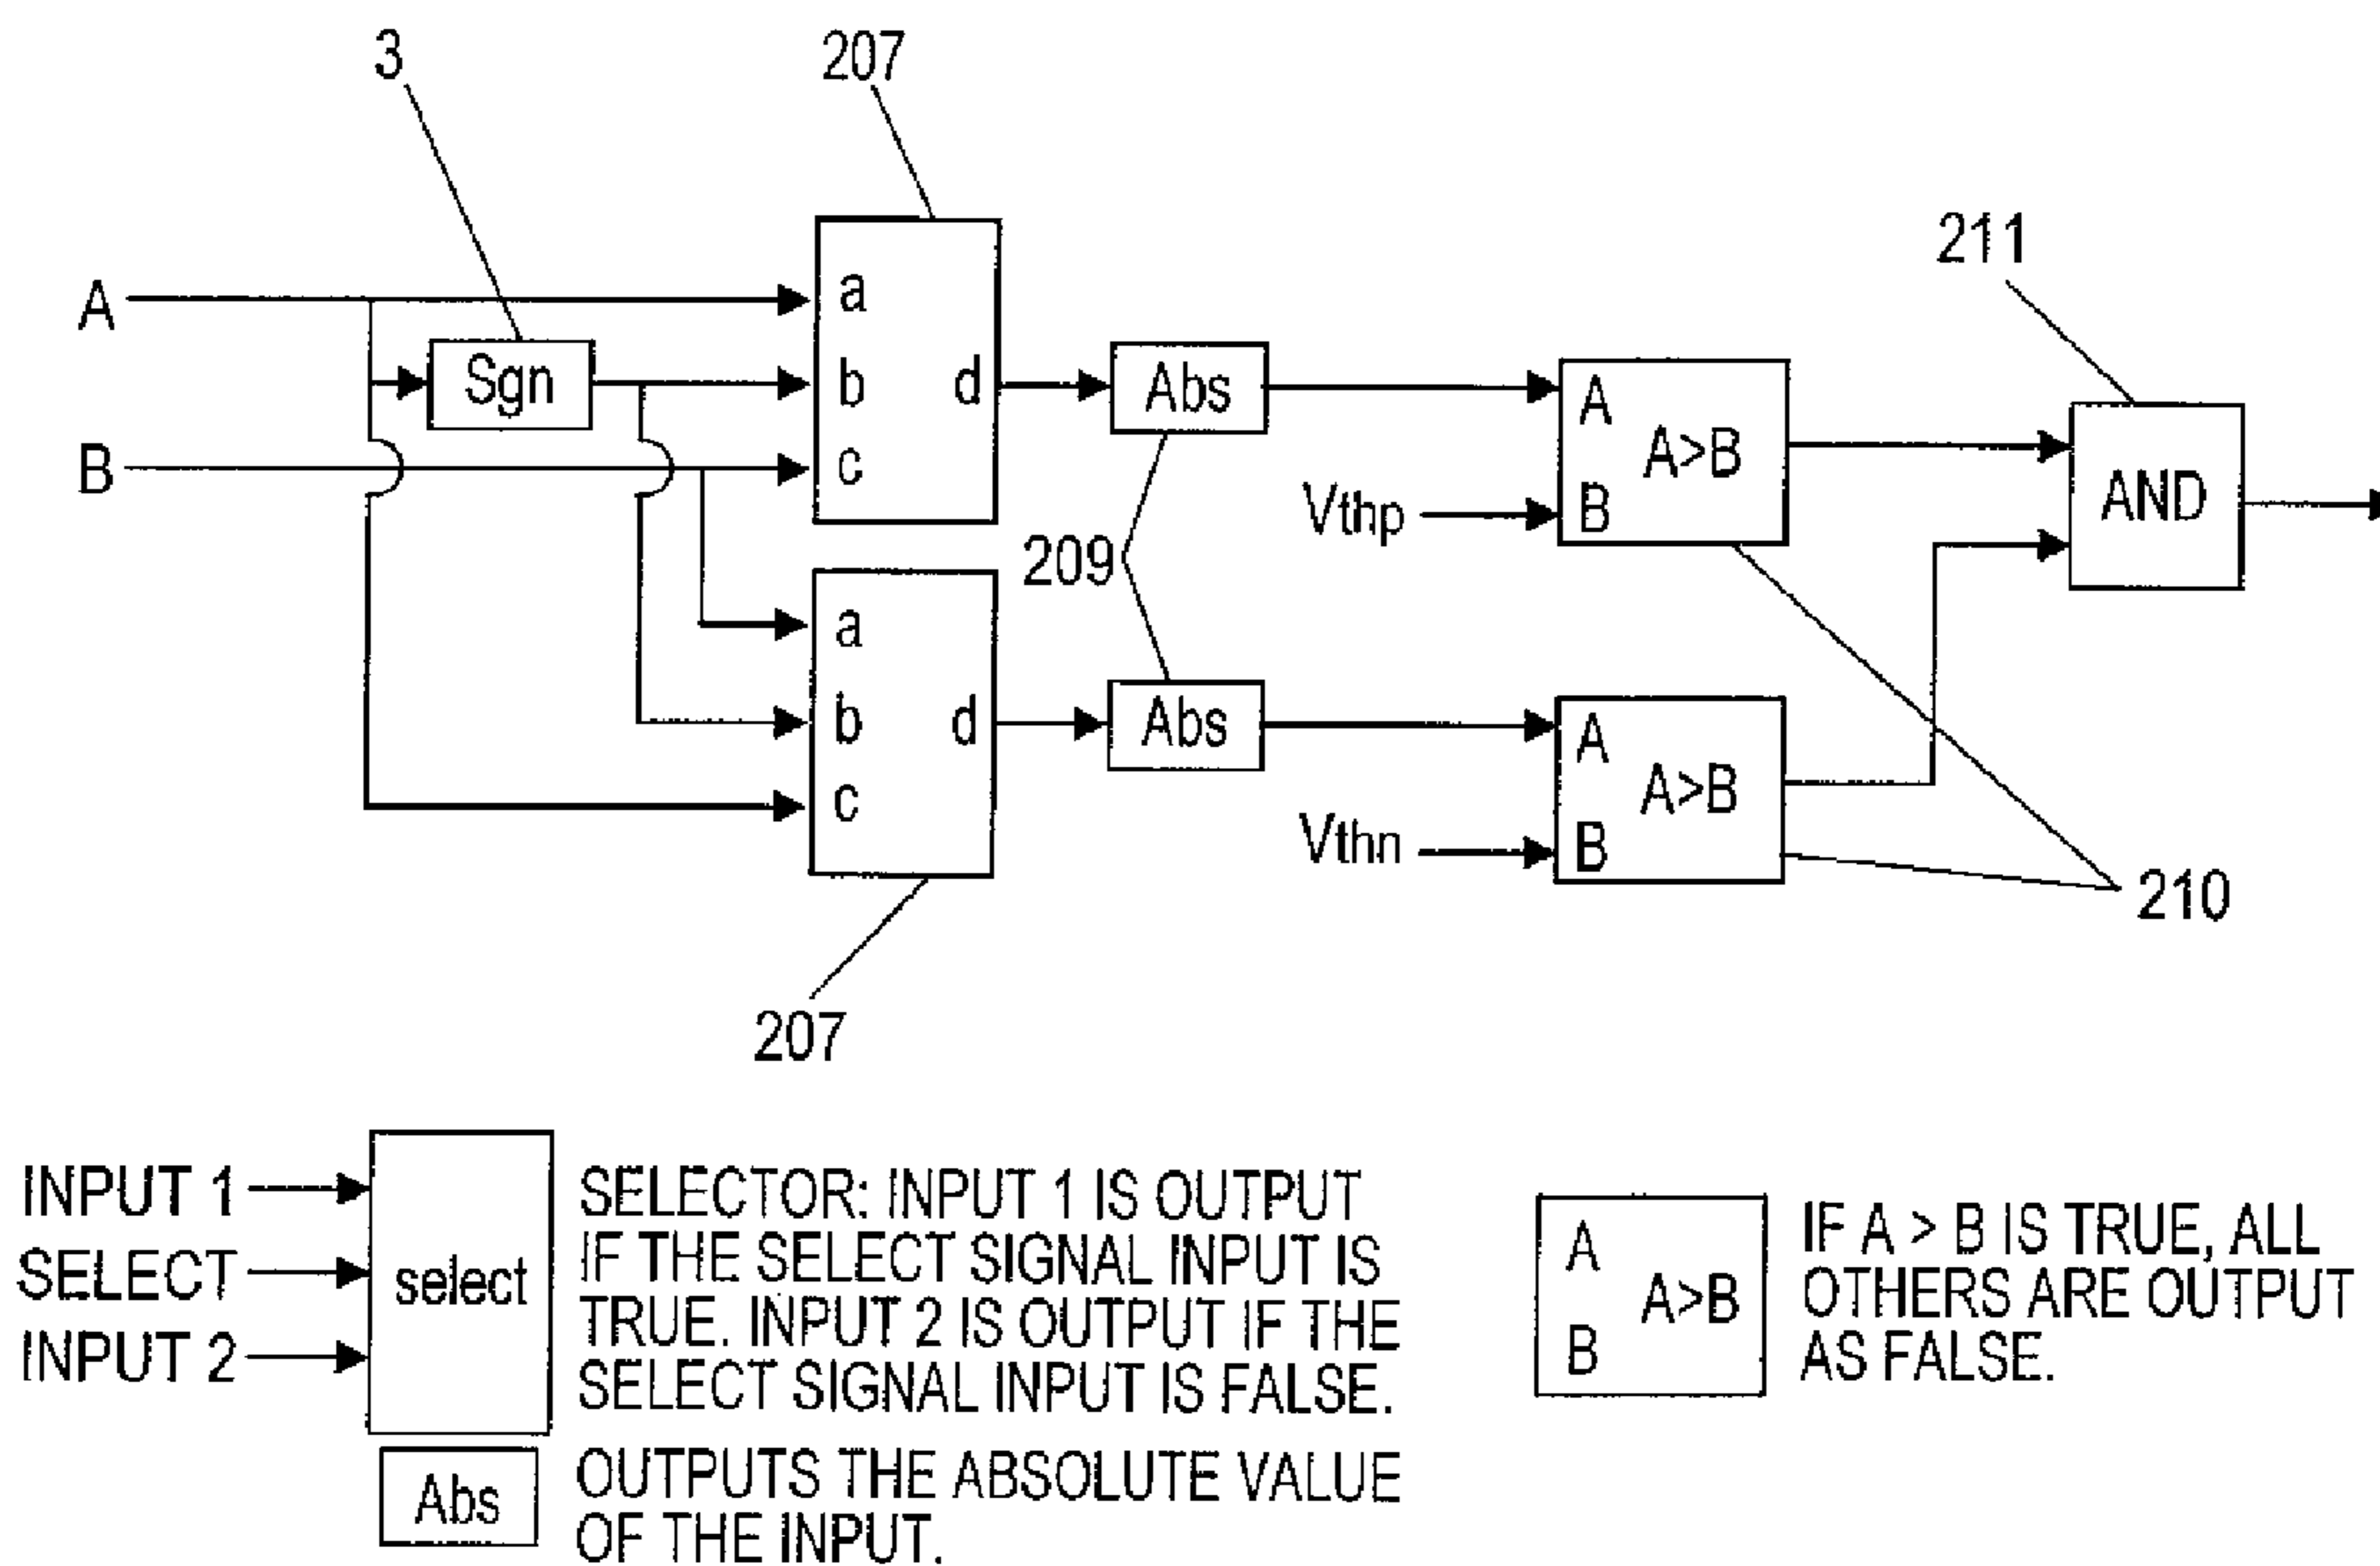 3
207
211
A
Sgn
B
a
b
c
d
Abs
A
A>B
B
Vthp
AND
209
a
b
c
d
Abs
A
A>B
B
Vthn
210
207
INPUT 1
SELECT
INPUT 2
select
SELECTOR: INPUT 1 IS OUTPUT
IF THE SELECT SIGNAL INPUT IS
TRUE. INPUT 2 IS OUTPUT IF THE
SELECT SIGNAL INPUT IS FALSE.
Abs
OUTPUTS THE ABSOLUTE VALUE
OF THE INPUT.
A
A>B
B
IF A > B IS TRUE, ALL
OTHERS ARE OUTPUT
AS FALSE.